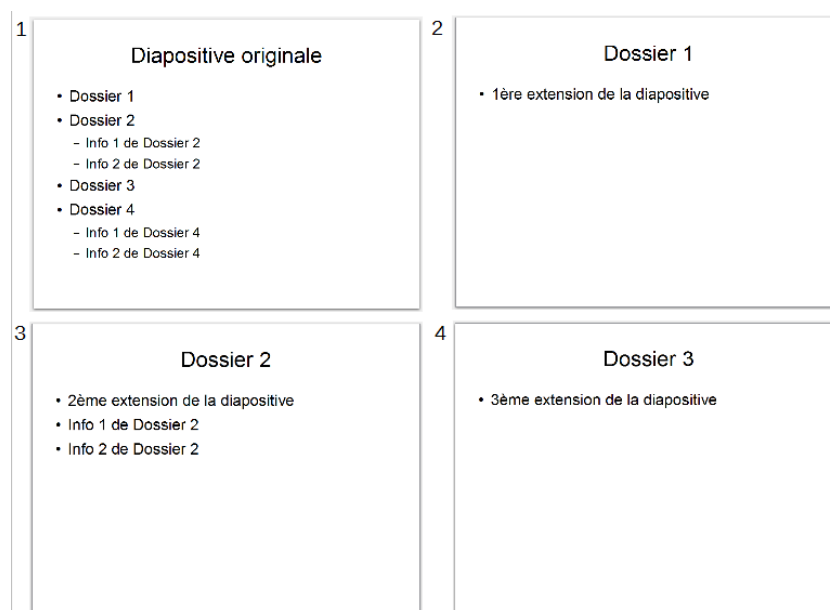 1
Diapositive originale
• Dossier 1
• Dossier 2
– Info 1 de Dossier 2
– Info 2 de Dossier 2
• Dossier 3
• Dossier 4
– Info 1 de Dossier 4
– Info 2 de Dossier 4
2
Dossier 1
• 1ère extension de la diapositive
3
Dossier 2
• 2ème extension de la diapositive
• Info 1 de Dossier 2
• Info 2 de Dossier 2
4
Dossier 3
• 3ème extension de la diapositive